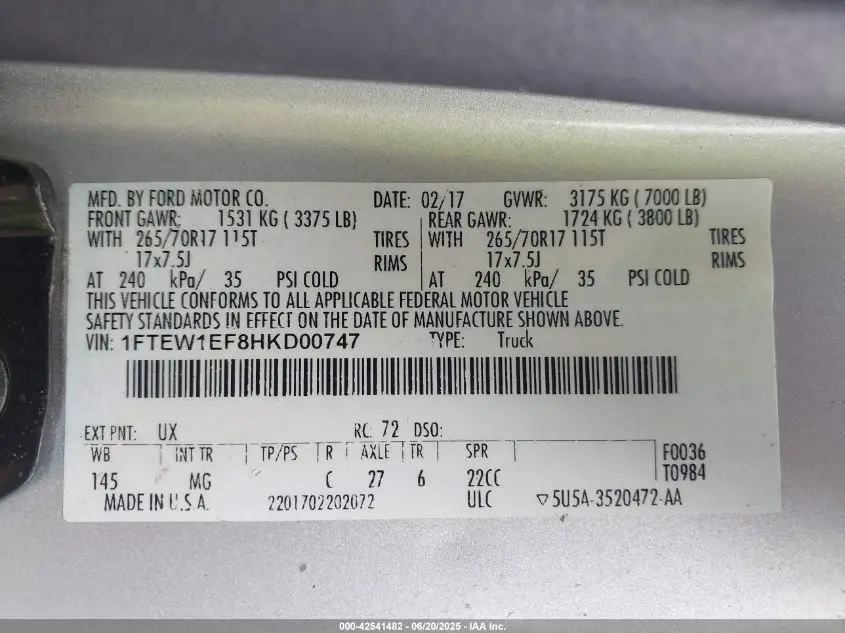 MFD. BY FORD MOTOR CO. DATE: 02/17 GVWR: 3175 KG ( 7000 LB)
FRONT GAWR: 1531 KG ( 3375 LB) REAR GAWR: 1724 KG ( 3800 LB)
WITH 265/70R17 115T TIRES WITH 265/70R17 115T TIRES
17x7.5J RIMS 17x7.5J RIMS
AT 240 kPa/ 35 PSI COLD AT 240 kPa/ 35 PSI COLD
THIS VEHICLE CONFORMS TO ALL APPLICABLE FEDERAL MOTOR VEHICLE
SAFETY STANDARDS IN EFFECT ON THE DATE OF MANUFACTURE SHOWN ABOVE.
VIN: 1FTEW1EF8HKD00747 TYPE: Truck
EXT PNT: UX RC: 72 DSO:
WB INT TR TP/PS R AXLE TR SPR F0036
145 MG C 27 6 22CC T0984
MADE IN U.S.A. 2201702202072 ULC ▽5U5A-3520472-AA
000-42541482 - 06/20/2025 - IAA Inc.